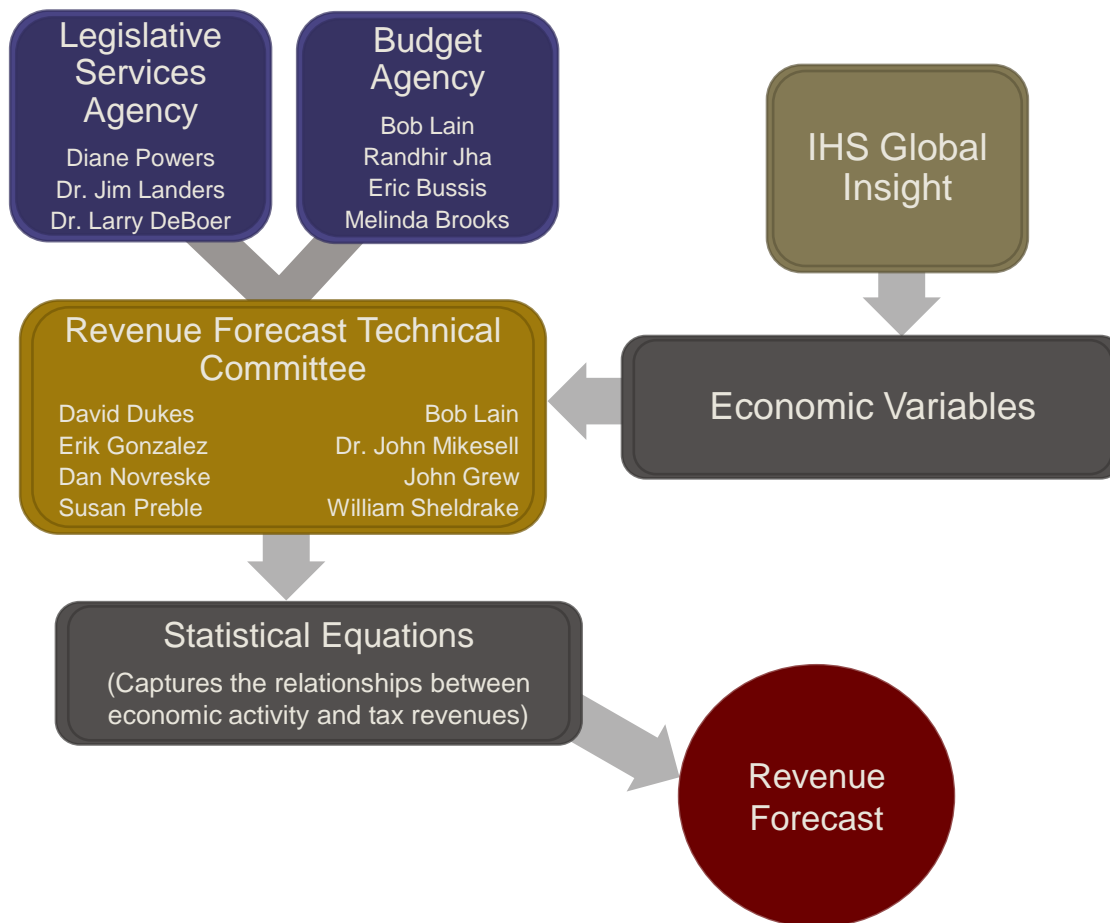 Legislative
Services
Agency
Diane Powers
Dr. Jim Landers
Dr. Larry DeBoer
Budget
Agency
Bob Lain
Randhir Jha
Eric Bussis
Melinda Brooks
IHS Global
Insight
Revenue Forecast Technical
Committee
David Dukes
Erik Gonzalez
Dan Novreske
Susan Preble
Bob Lain
Dr. John Mikesell
John Grew
William Sheldrake
Economic Variables
Statistical Equations
(Captures the relationships between
economic activity and tax revenues)
Revenue
Forecast